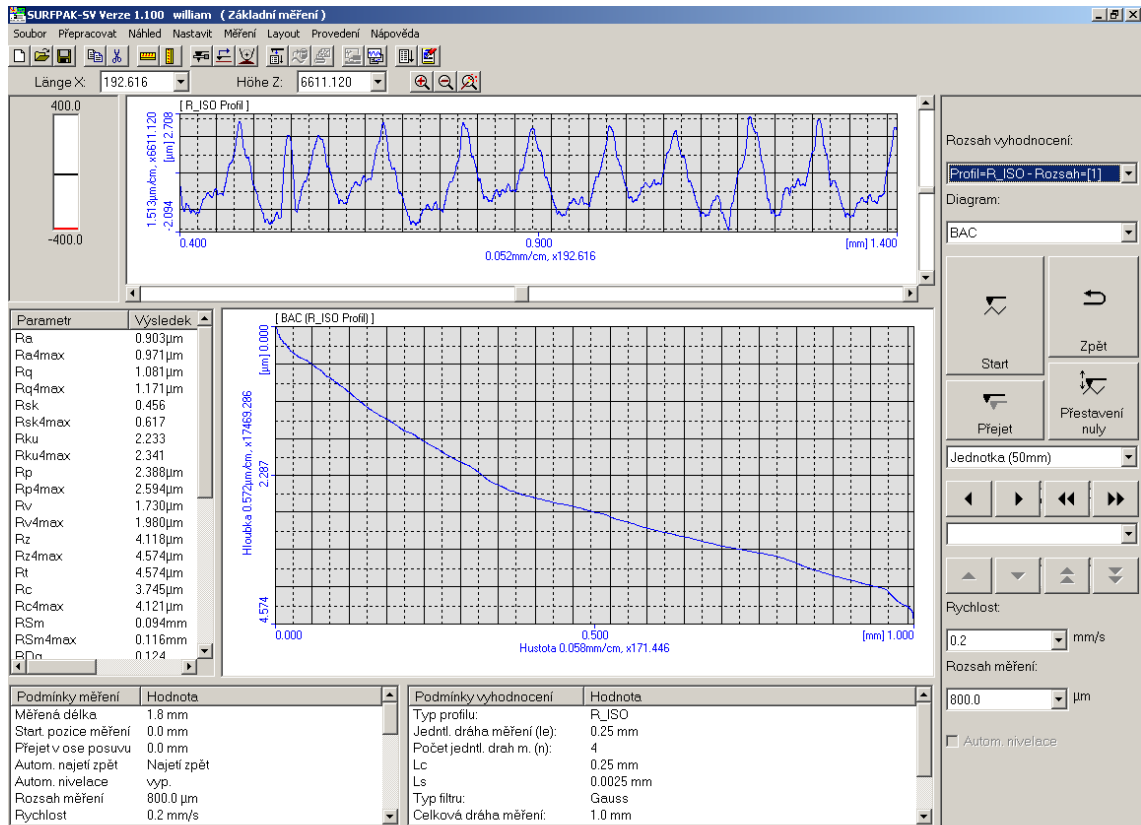 SURFPAK-SV Verze 1.100 william ( Základní měření )
Soubor Přepracovat Náhled Nastavit Měření Layout Provedení Nápověda
Länge X: 192.616 Höhe Z: 6611.120
400.0
-400.0
[ R_ISO Profil ]
1.513µm/cm, x6611.120
-2.094 [µm] 2.708
0.400 0.900 [mm] 1.400
0.052mm/cm, x192.616
Parametr Výsledek
Ra 0.903µm
Ra4max 0.971µm
Rq 1.081µm
Rq4max 1.171µm
Rsk 0.456
Rsk4max 0.617
Rku 2.233
Rku4max 2.341
Rp 2.388µm
Rp4max 2.594µm
Rv 1.730µm
Rv4max 1.980µm
Rz 4.118µm
Rz4max 4.574µm
Rt 4.574µm
Rc 3.745µm
Rc4max 4.121µm
RSm 0.094mm
RSm4max 0.116mm
RDq 0.124
[ BAC (R_ISO Profil) ]
Hloubka 0.572µm/cm, x17469.286
4.574 2.287 [µm] 0.000
0.000 0.500 [mm] 1.000
Hustota 0.058mm/cm, x171.446
Podmínky měření Hodnota
Měřená délka 1.8 mm
Start. pozice měření 0.0 mm
Přejet v ose posuvu 0.0 mm
Autom. najetí zpět Najetí zpět
Autom. nivelace vyp.
Rozsah měření 800.0 µm
Rychlost 0.2 mm/s
Podmínky vyhodnocení Hodnota
Typ profilu: R_ISO
Jedntl. dráha měření (le): 0.25 mm
Počet jedntl. drah m. (n) 4
Lc 0.25 mm
Ls 0.0025 mm
Typ filtru: Gauss
Celková dráha měření: 1.0 mm
Rozsah vyhodnocení:
Profil=R_ISO - Rozsah=[1]
Diagram:
BAC
Start
Zpět
Přejet
Přestavení
nuly
Jednotka (50mm)
Rychlost:
0.2 mm/s
Rozsah měření:
800.0 µm
Autom. nivelace